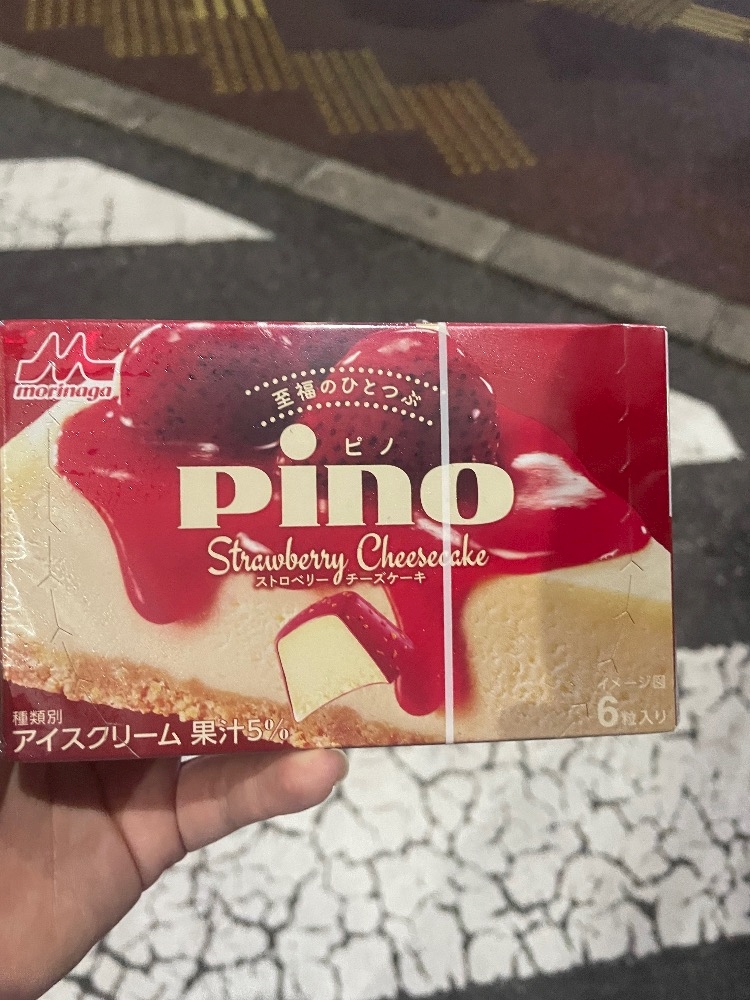 morinaga
至福のひとつぶ
ピノ
pino
Strawberry Cheesecake
ストロベリー チーズケーキ
イメージ図
6粒入り
種類別
アイスクリーム 果汁5%